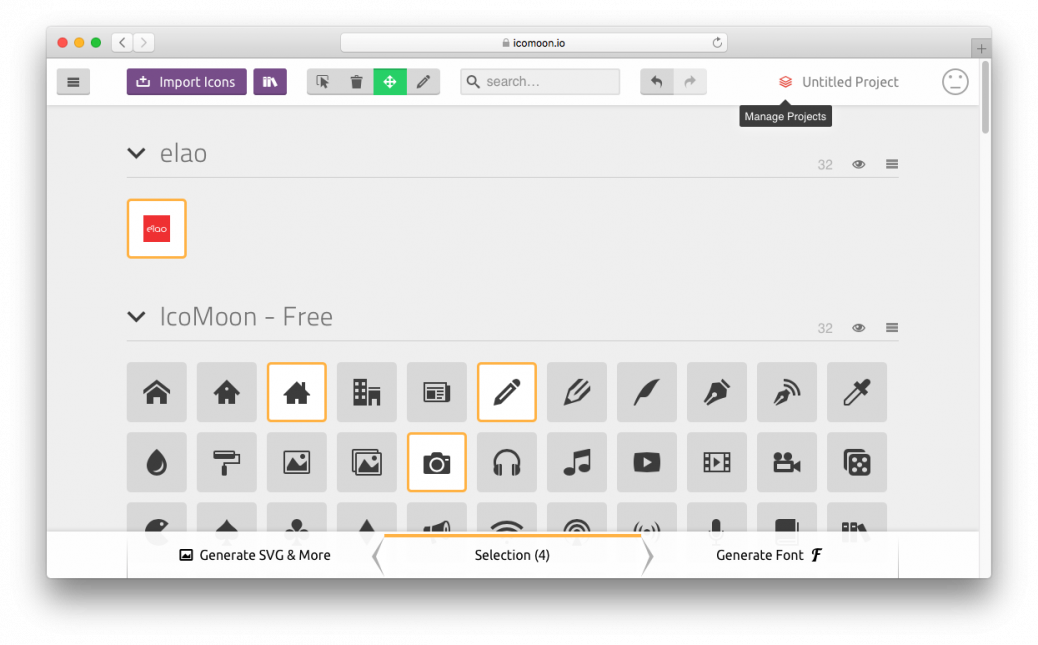 icomoon.io
Import Icons
search...
Untitled Project
Manage Projects
elao
32
elao
IcoMoon - Free
32
Generate SVG & More
Selection (4)
Generate Font